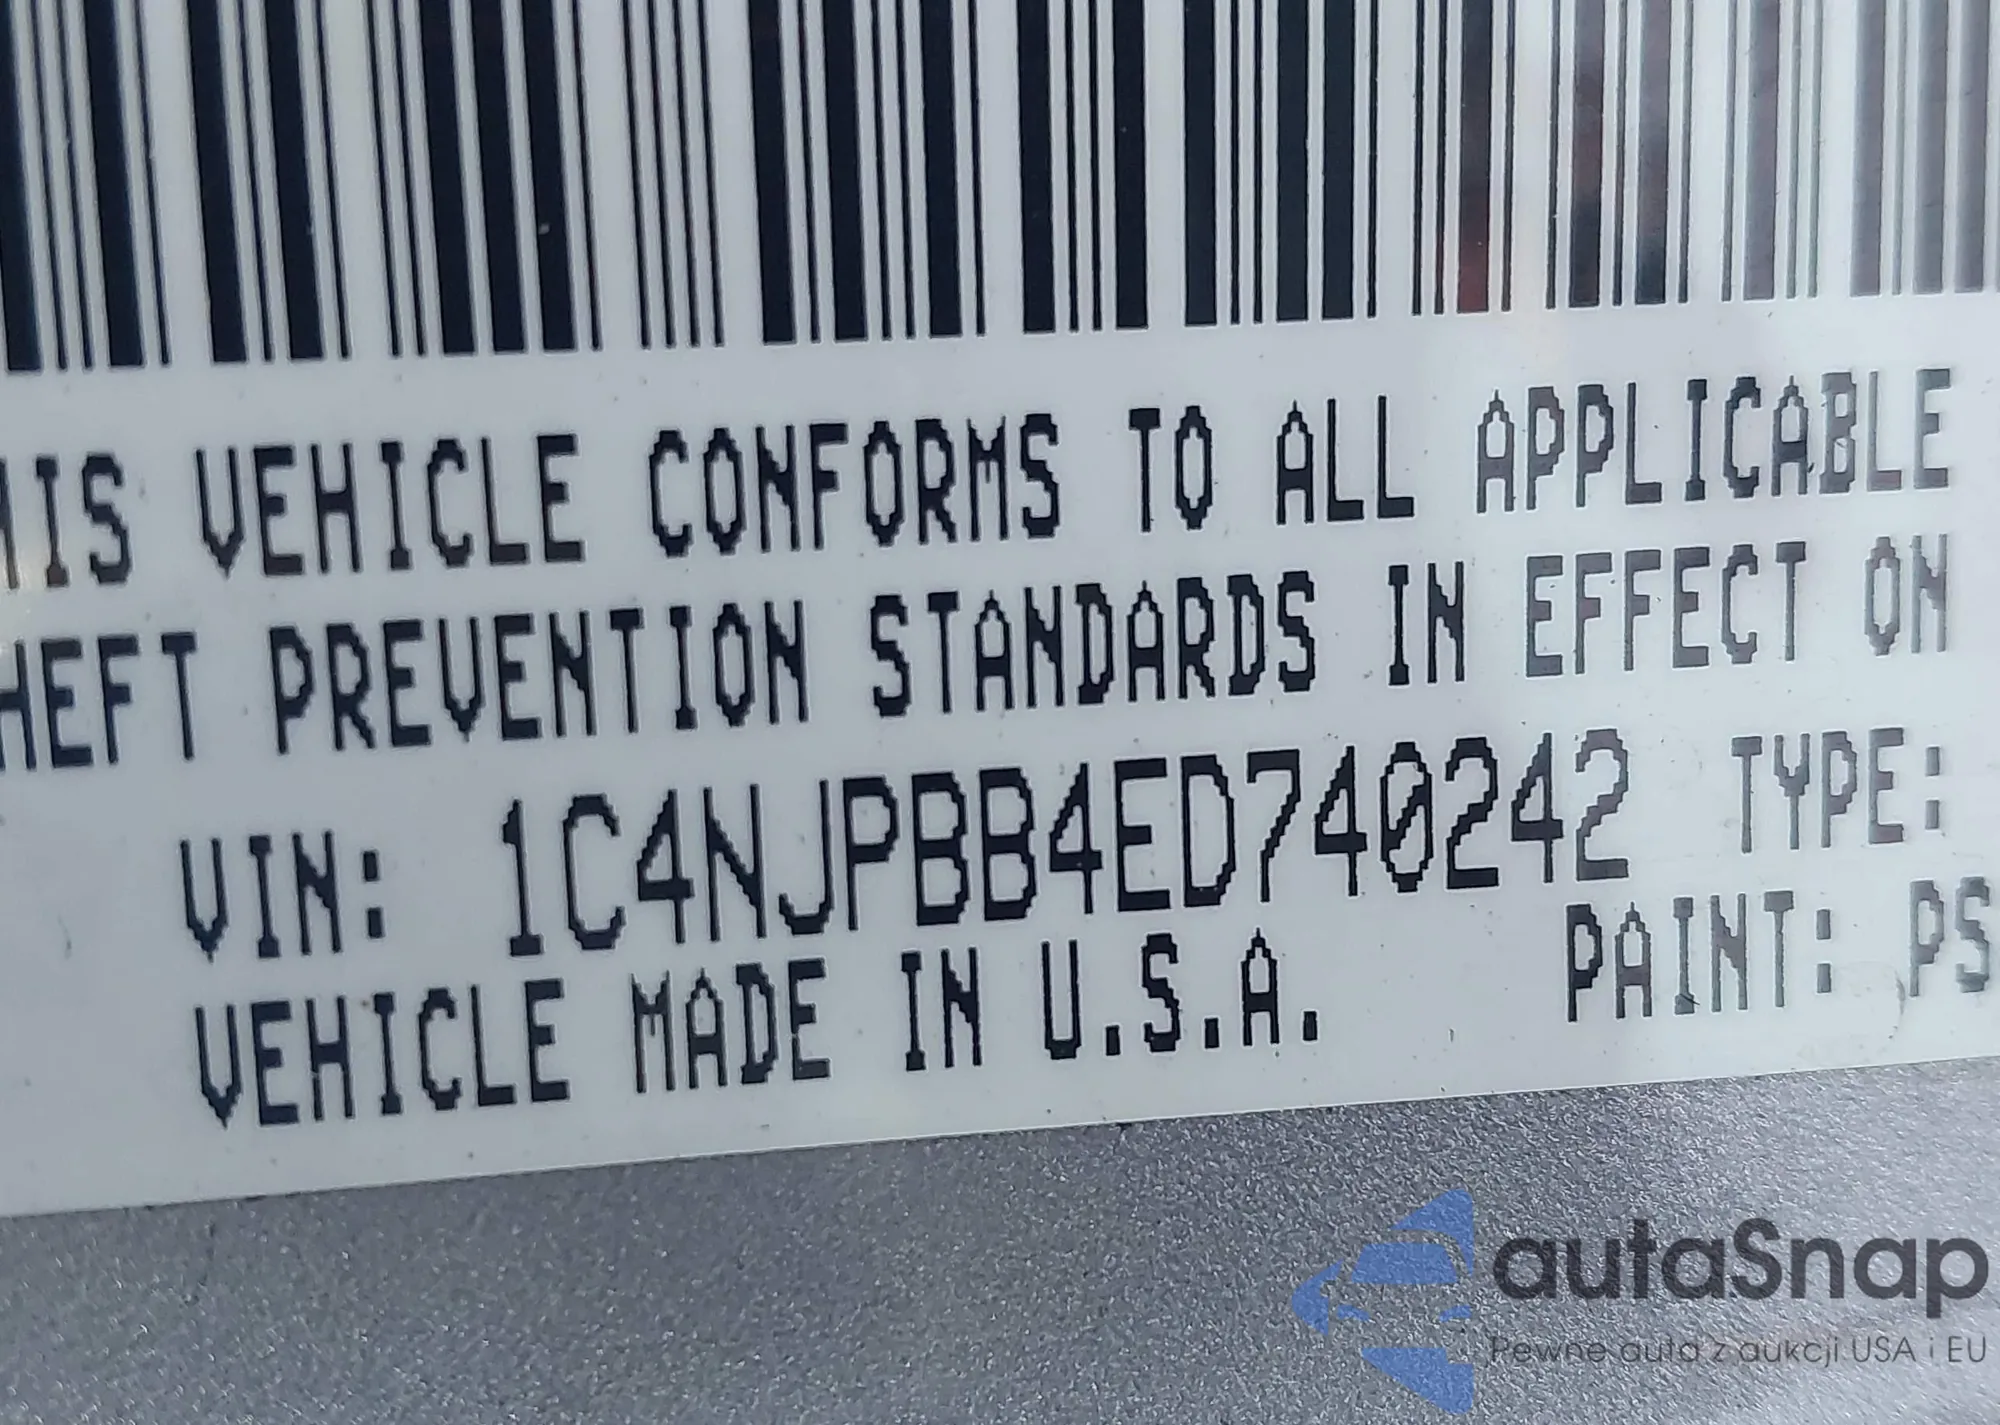 HIS VEHICLE CONFORMS TO ALL APPLICABLE
HEFT PREVENTION STANDARDS IN EFFECT ON
VIN: 1C4NJPBB4ED740242 TYPE:
VEHICLE MADE IN U.S.A. PAINT: PS
autaSnap
Pewne auta z aukcji USA i EU